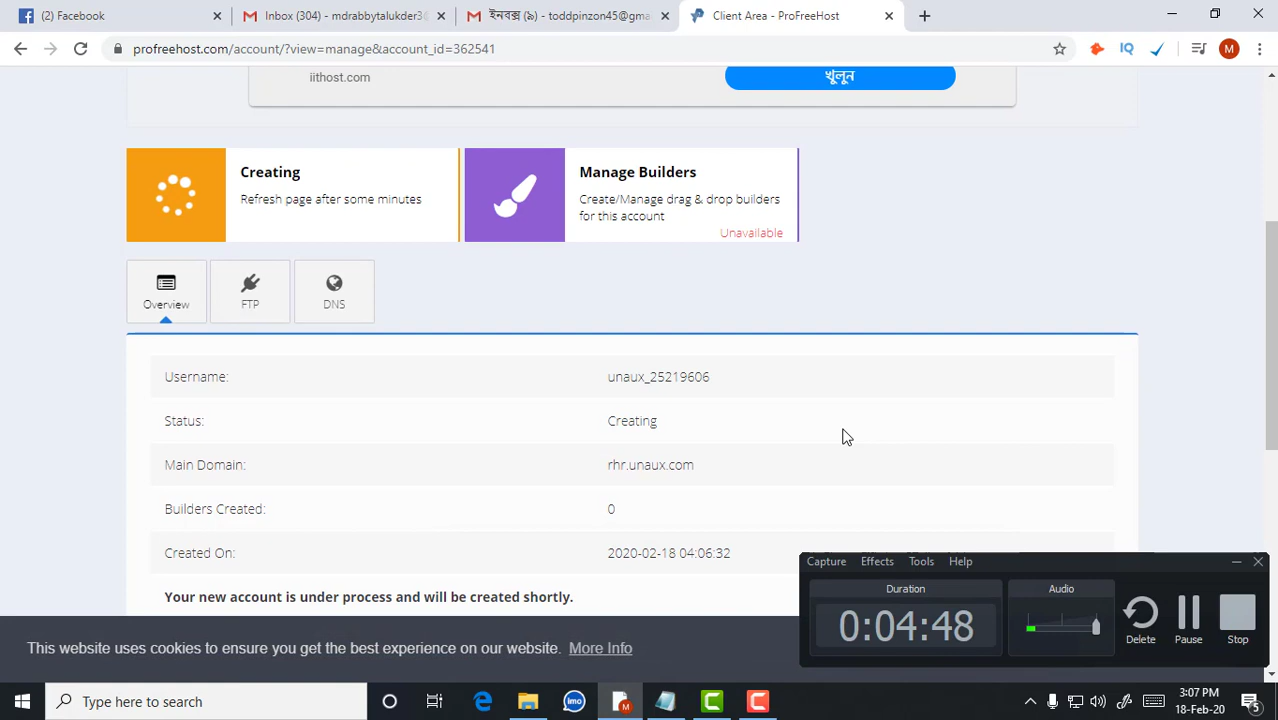 (2) Facebook
Inbox (304) - mdrabbytalukder3
ইনবক্স (৯) - toddpinzon45@gma
Client Area - ProFreeHost
profreehost.com/account/?view=manage&account_id=362541
M
iithost.com
খুলুন
Creating
Refresh page after some minutes
Manage Builders
Create/Manage drag & drop builders
for this account
Unavailable
Overview
FTP
DNS
Username:
unaux_25219606
Status:
Creating
Main Domain:
rhr.unaux.com
Builders Created:
0
Created On:
2020-02-18 04:06:32
Your new account is under process and will be created shortly.
This website uses cookies to ensure you get the best experience on our website.
More Info
Capture
Effects
Tools
Help
Duration
Audio
0:04:48
Delete
Pause
Stop
Type here to search
3:07 PM
18-Feb-20
5